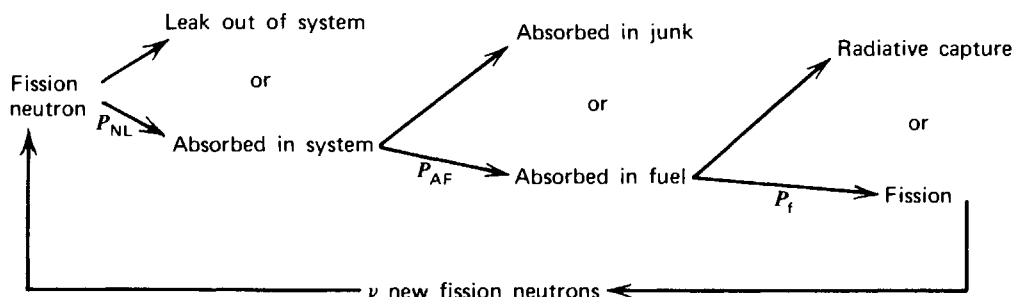 Leak out of system
Absorbed in junk
Radiative capture
Fission
neutron
or
or
or
P_NL
Absorbed in system
P_AF
Absorbed in fuel
P_f
Fission
ν new fission neutrons